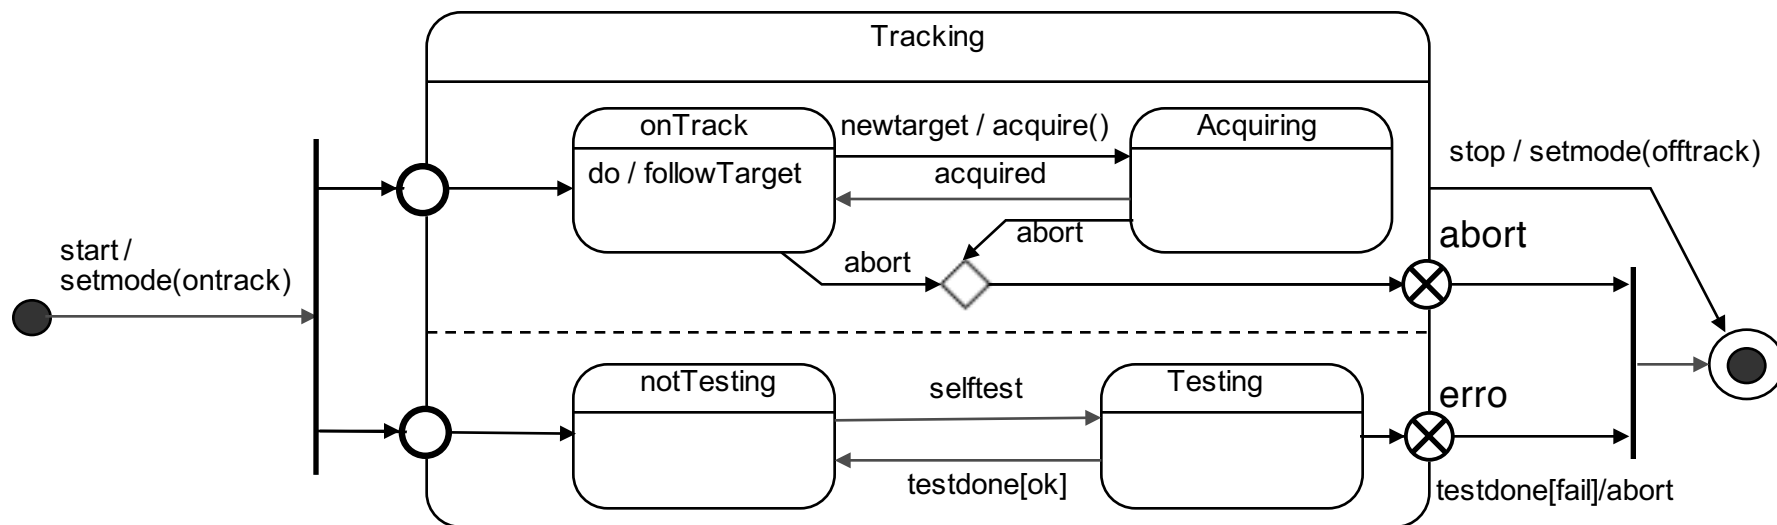 Tracking
onTrack
newtarget / acquire()
Acquiring
do / followTarget
acquired
stop / setmode(offtrack)
abort
abort
abort
start /
setmode(ontrack)
notTesting
selftest
Testing
erro
testdone[ok]
testdone[fail]/abort